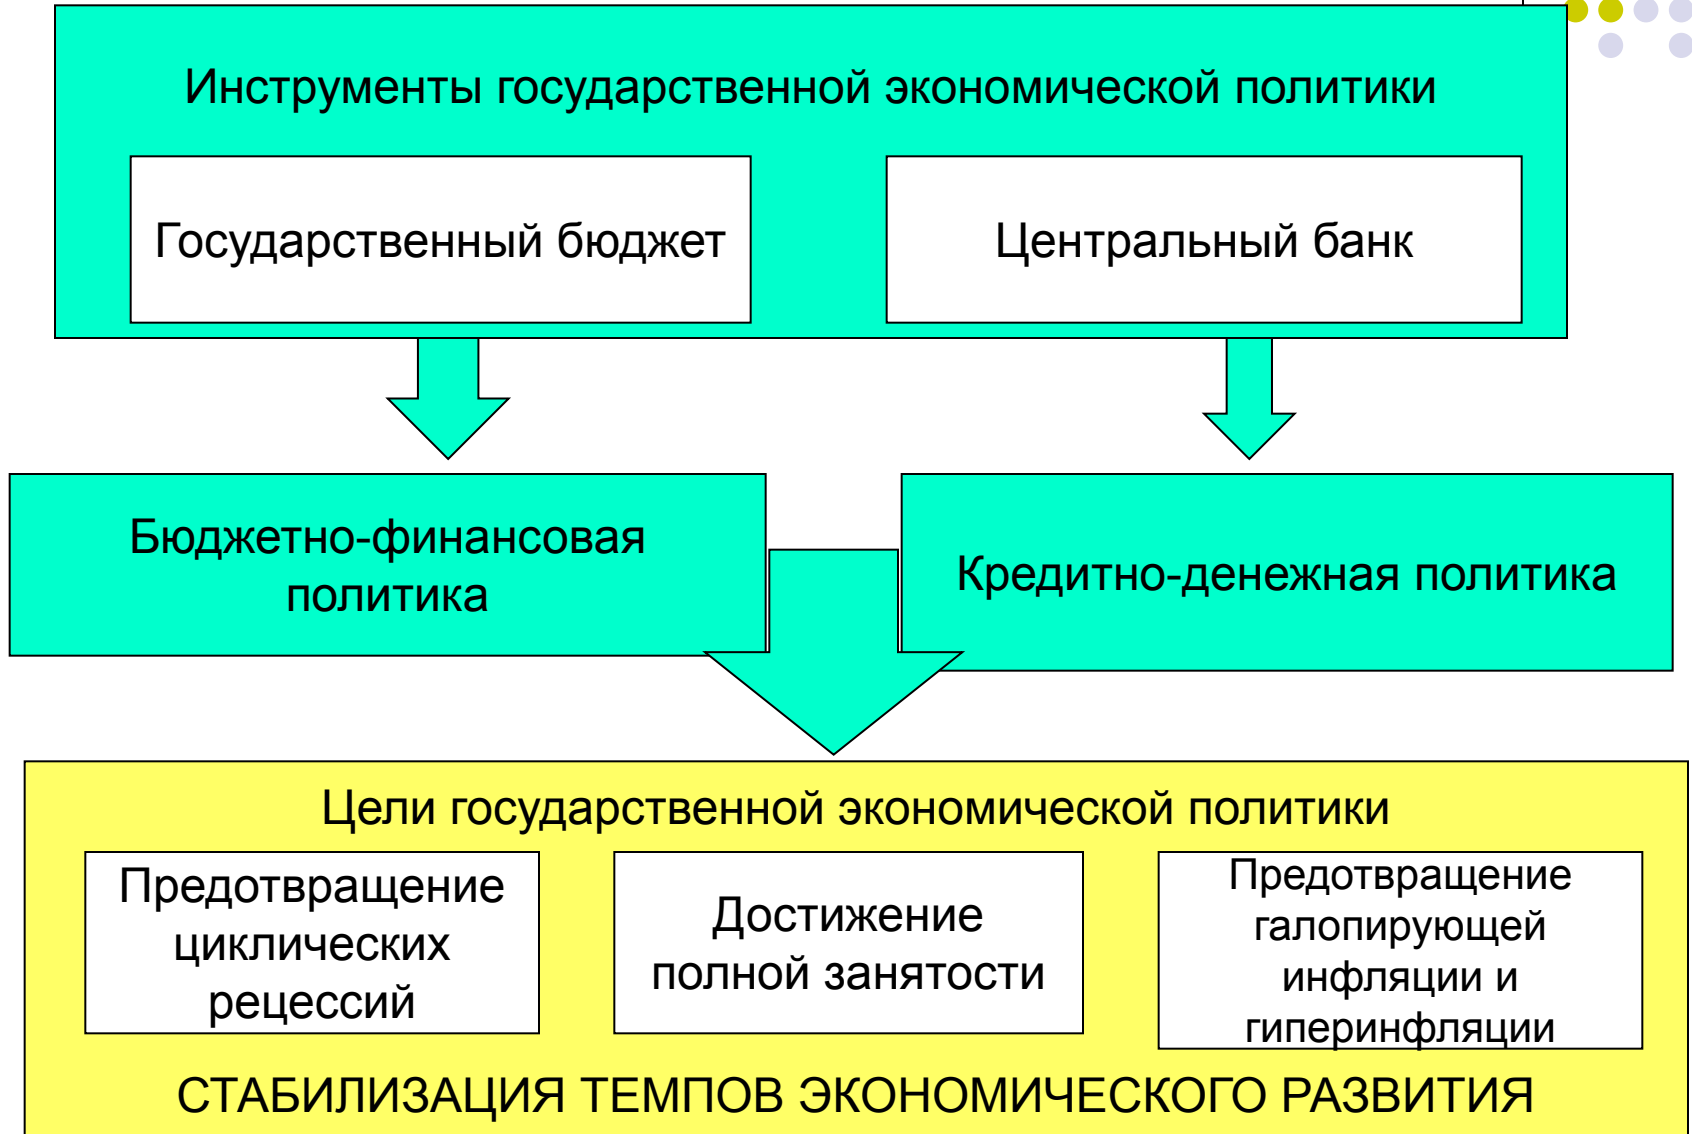 Инструменты государственной экономической политики
Государственный бюджет
Центральный банк
Бюджетно-финансовая
политика
Кредитно-денежная политика
Цели государственной экономической политики
Предотвращение
циклических
рецессий
Достижение
полной занятости
Предотвращение
галопирующей
инфляции и
гиперинфляции
СТАБИЛИЗАЦИЯ ТЕМПОВ ЭКОНОМИЧЕСКОГО РАЗВИТИЯ